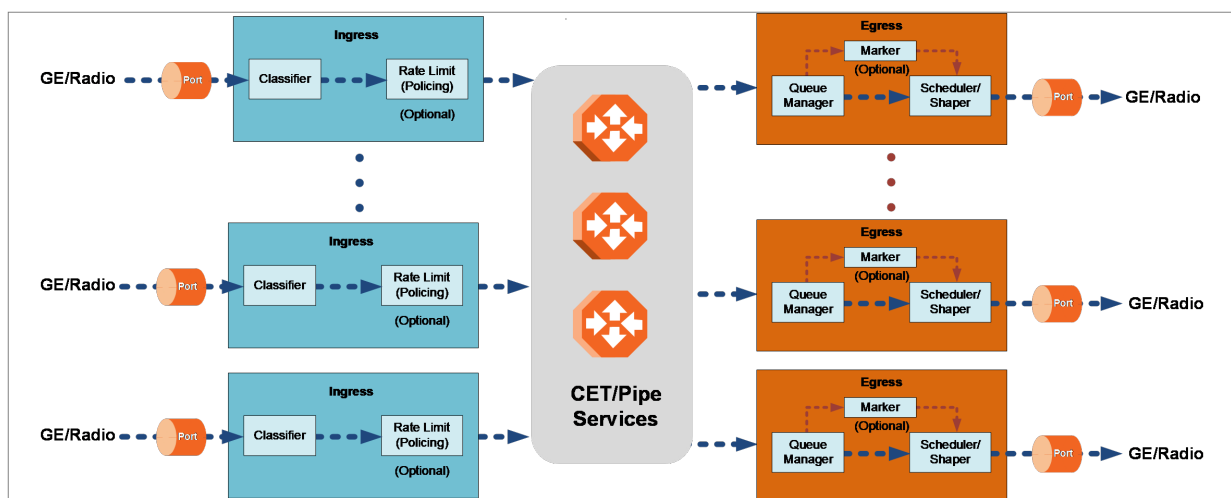 Ingress
GE/Radio
Port
Classifier
Rate Limit
(Policing)
(Optional)
Ingress
GE/Radio
Port
Classifier
Rate Limit
(Policing)
(Optional)
Ingress
GE/Radio
Port
Classifier
Rate Limit
(Policing)
(Optional)
CET/Pipe
Services
Egress
Marker
(Optional)
Queue
Manager
Scheduler/
Shaper
Port
GE/Radio
Egress
Marker
(Optional)
Queue
Manager
Scheduler/
Shaper
Port
GE/Radio
Egress
Marker
(Optional)
Queue
Manager
Scheduler/
Shaper
Port
GE/Radio